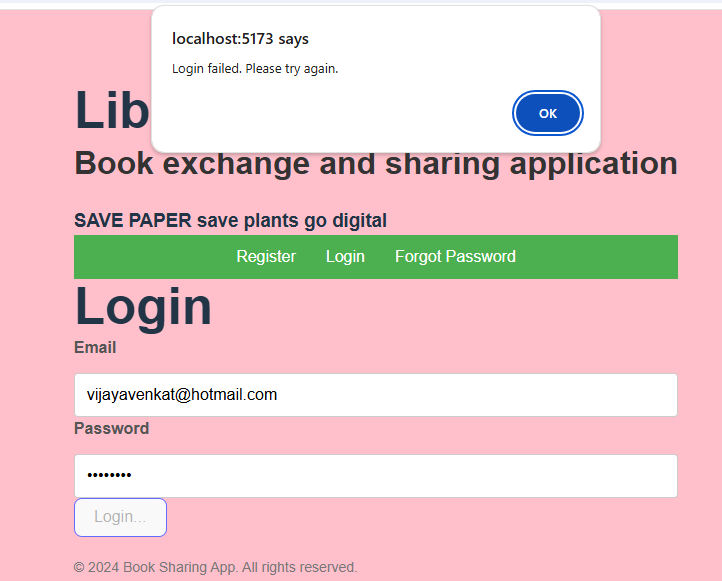 localhost:5173 says
Login failed. Please try again.
OK
Lib
Book exchange and sharing application
SAVE PAPER save plants go digital
Register Login Forgot Password
Login
Email
vijayavenkat@hotmail.com
Password
••••••••
Login...
© 2024 Book Sharing App. All rights reserved.